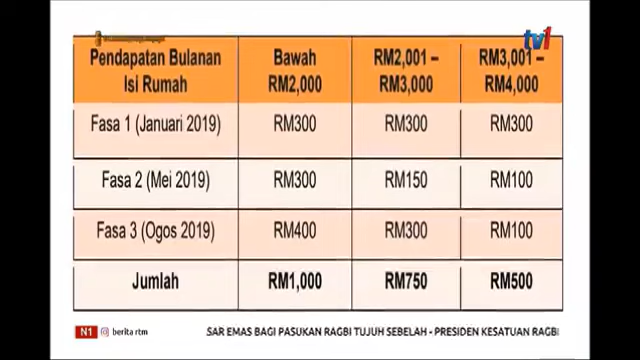 tv1
Pendapatan Bulanan Isi Rumah Bawah RM2,000 RM2,001 – RM3,000 RM3,001 – RM4,000
Fasa 1 (Januari 2019) RM300 RM300 RM300
Fasa 2 (Mei 2019) RM300 RM150 RM100
Fasa 3 (Ogos 2019) RM400 RM300 RM100
Jumlah RM1,000 RM750 RM500
N1 berita rtm SAR EMAS BAGI PASUKAN RAGBI TUJUH SEBELAH - PRESIDEN KESATUAN RAGBI